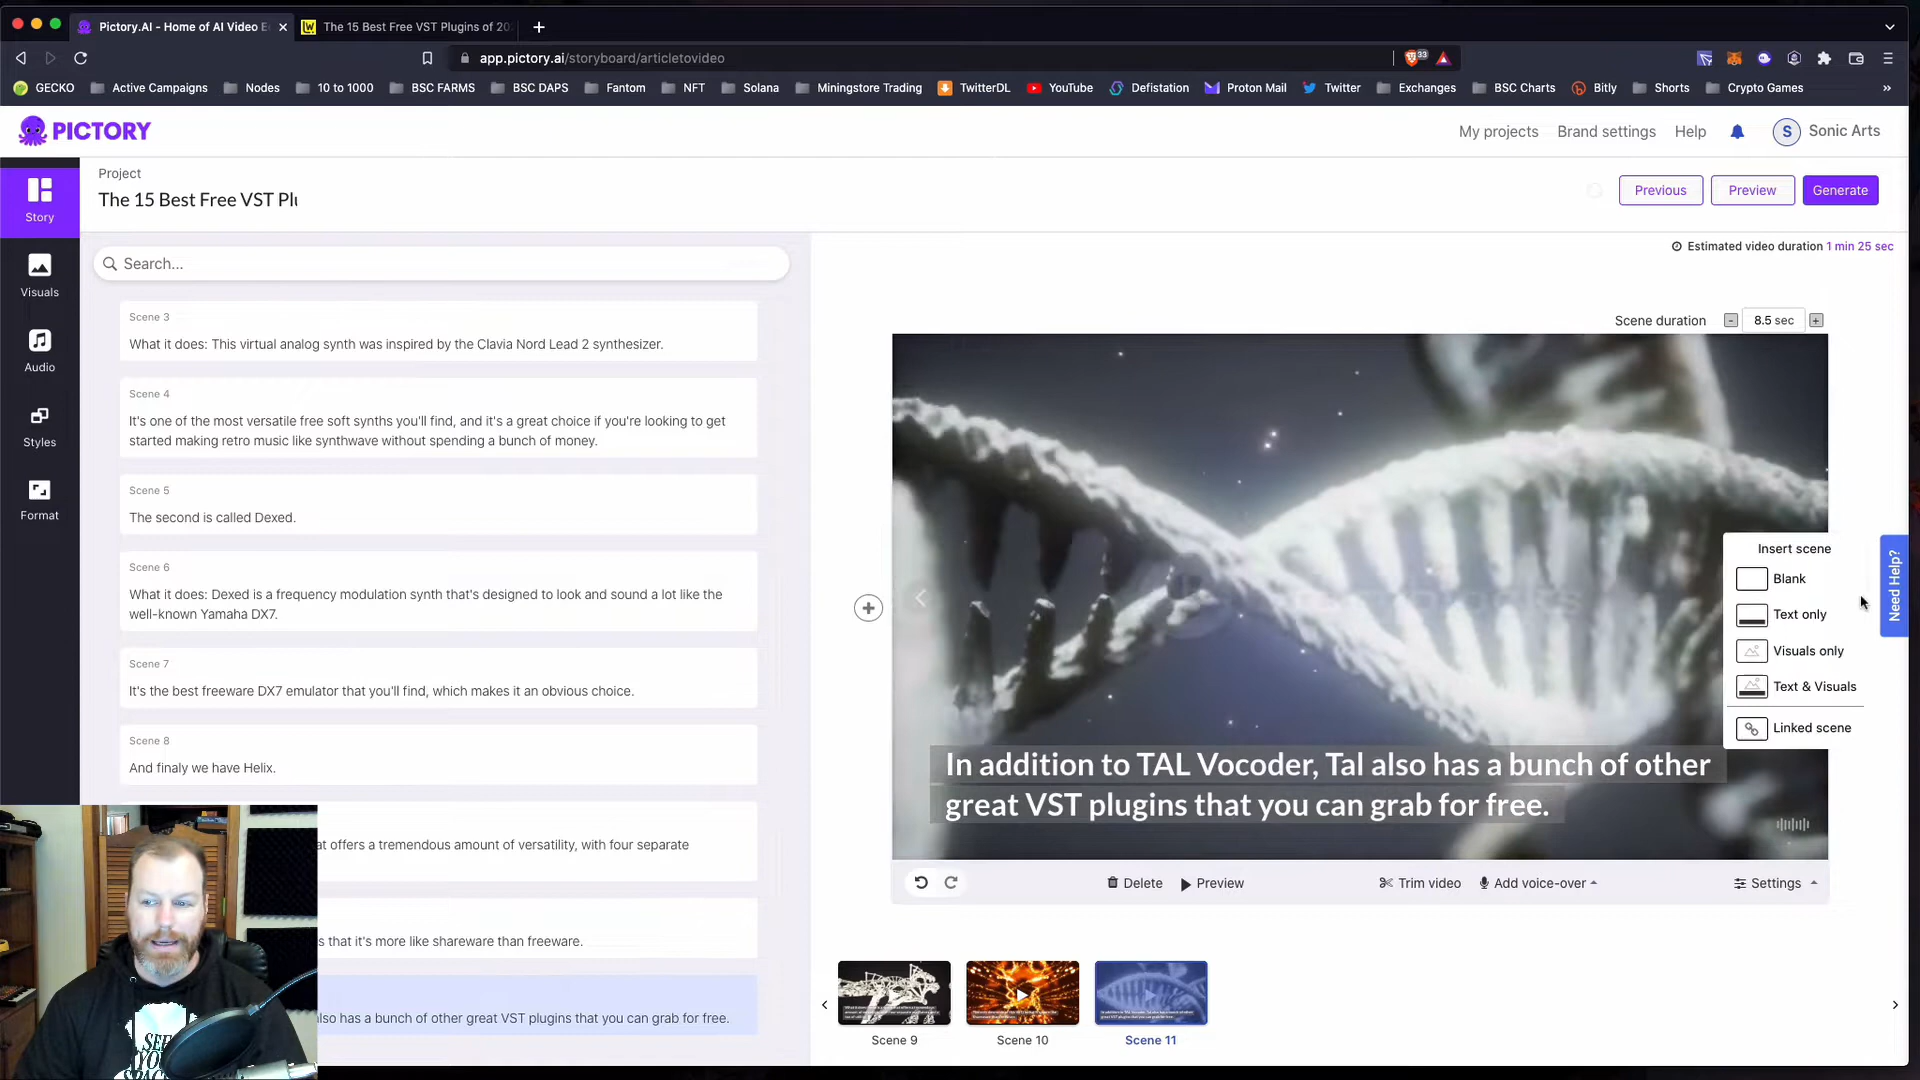 Pictory.AI - Home of AI Video E
The 15 Best Free VST Plugins of 20
app.pictory.ai/storyboard/articletovideo
33
GECKO
Active Campaigns
Nodes
10 to 1000
BSC FARMS
BSC DAPS
Fantom
NFT
Solana
Miningstore Trading
TwitterDL
YouTube
Defistation
Proton Mail
Twitter
Exchanges
BSC Charts
Bitly
Shorts
Crypto Games
PICTORY
My projects
Brand settings
Help
S
Sonic Arts
Story
Visuals
Audio
Styles
Format
Project
The 15 Best Free VST Plu
Previous
Preview
Generate
Estimated video duration 1 min 25 sec
Search...
Scene 3
What it does: This virtual analog synth was inspired by the Clavia Nord Lead 2 synthesizer.
Scene 4
It's one of the most versatile free soft synths you'll find, and it's a great choice if you're looking to get
started making retro music like synthwave without spending a bunch of money.
Scene 5
The second is called Dexed.
Scene 6
What it does: Dexed is a frequency modulation synth that's designed to look and sound a lot like the
well-known Yamaha DX7.
Scene 7
It's the best freeware DX7 emulator that you'll find, which makes it an obvious choice.
Scene 8
And finaly we have Helix.
at offers a tremendous amount of versatility, with four separate
s that it's more like shareware than freeware.
also has a bunch of other great VST plugins that you can grab for free.
Scene duration
- 8.5 sec +
In addition to TAL Vocoder, Tal also has a bunch of other
great VST plugins that you can grab for free.
Insert scene
Blank
Text only
Visuals only
Text & Visuals
Linked scene
Need Help?
Delete
Preview
Trim video
Add voice-over
Settings
Scene 9
Scene 10
Scene 11